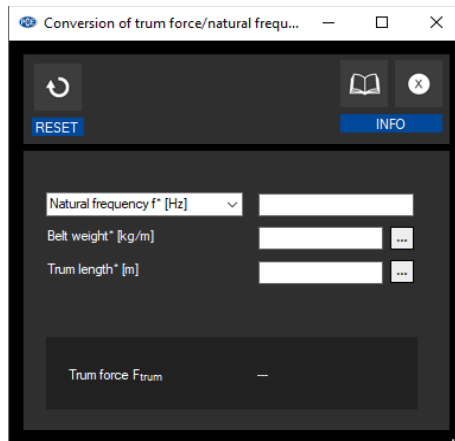 PCE Conversion of trum force/natural frequ...
X
RESET
INFO
Natural frequency f* [Hz]
Belt weight* [kg/m]
...
Trum length* [m]
...
Trum force Ftrum ---